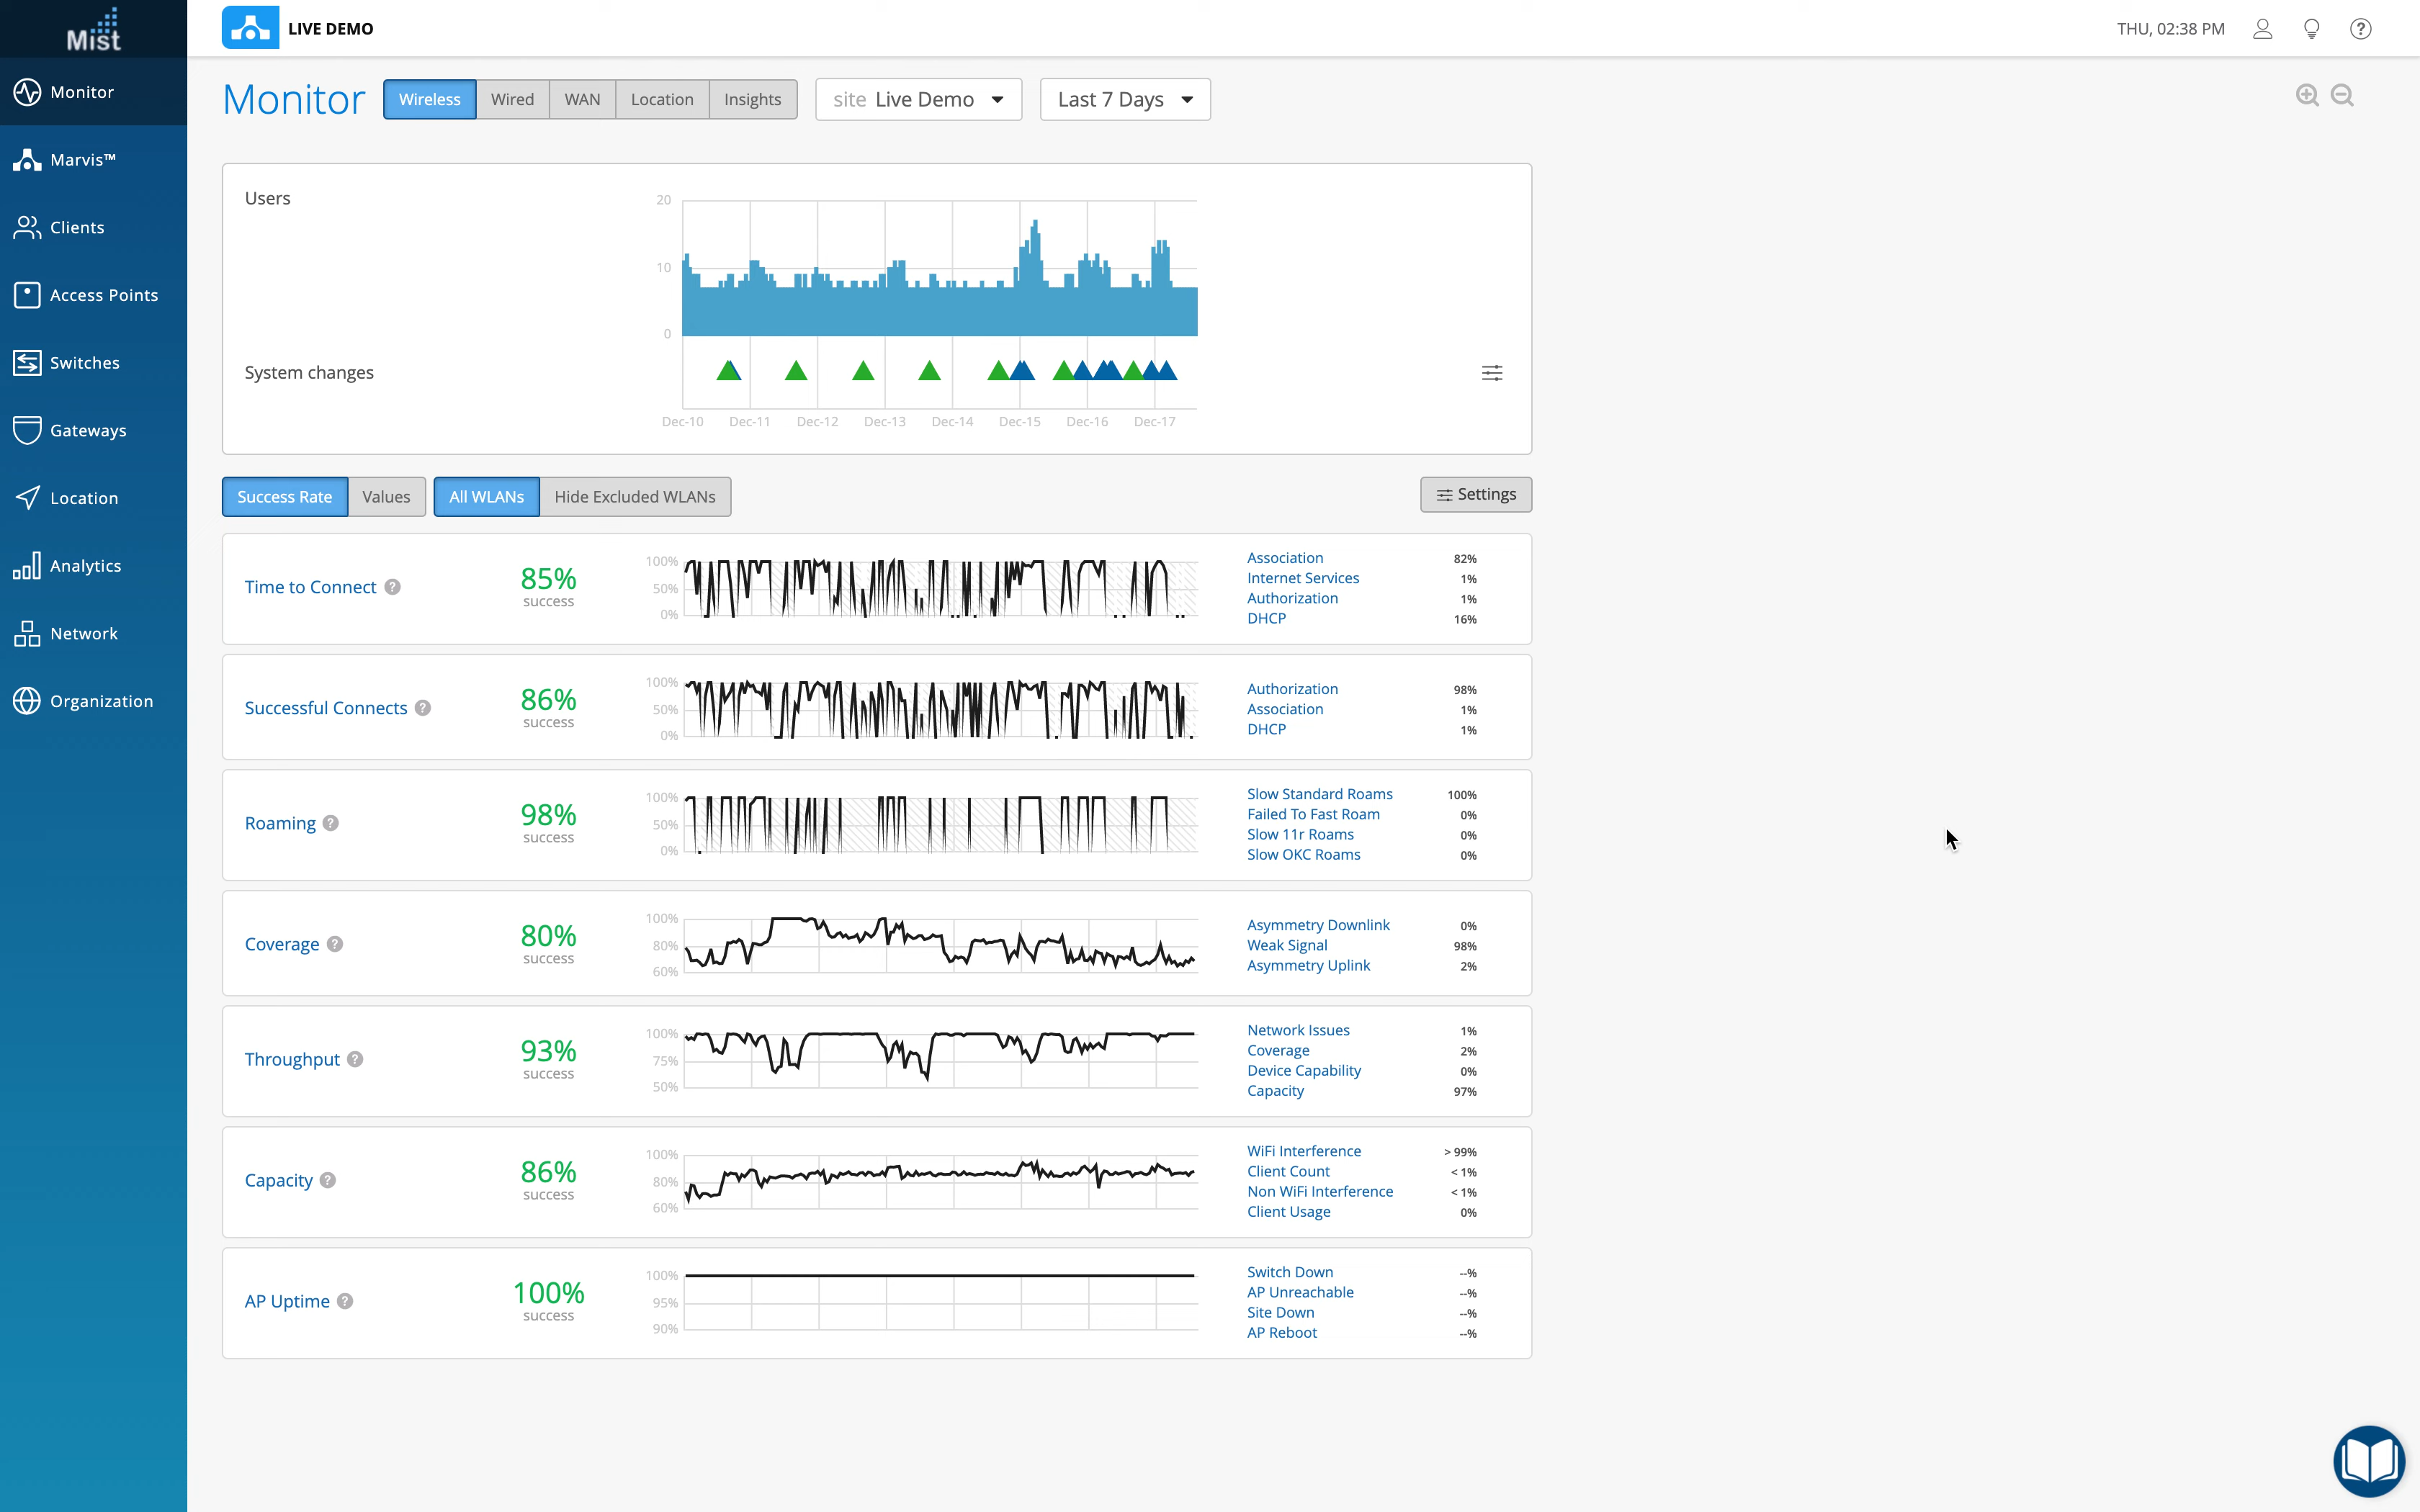 Mist
LIVE DEMO
THU, 02:38 PM
Monitor
Marvis™
Clients
Access Points
Switches
Gateways
Location
Analytics
Network
Organization
Monitor
Wireless Wired WAN Location Insights
site Live Demo
Last 7 Days
Users
20
10
0
System changes
Dec-10 Dec-11 Dec-12 Dec-13 Dec-14 Dec-15 Dec-16 Dec-17
Success Rate Values All WLANs Hide Excluded WLANs
Settings
Time to Connect ?
85%
success
100%
50%
0%
Association 82%
Internet Services 1%
Authorization 1%
DHCP 16%
Successful Connects ?
86%
success
100%
50%
0%
Authorization 98%
Association 1%
DHCP 1%
Roaming ?
98%
success
100%
50%
0%
Slow Standard Roams 100%
Failed To Fast Roam 0%
Slow 11r Roams 0%
Slow OKC Roams 0%
Coverage ?
80%
success
100%
80%
60%
Asymmetry Downlink 0%
Weak Signal 98%
Asymmetry Uplink 2%
Throughput ?
93%
success
100%
75%
50%
Network Issues 1%
Coverage 2%
Device Capability 0%
Capacity 97%
Capacity ?
86%
success
100%
80%
60%
WiFi Interference > 99%
Client Count < 1%
Non WiFi Interference < 1%
Client Usage 0%
AP Uptime ?
100%
success
100%
95%
90%
Switch Down --%
AP Unreachable --%
Site Down --%
AP Reboot --%